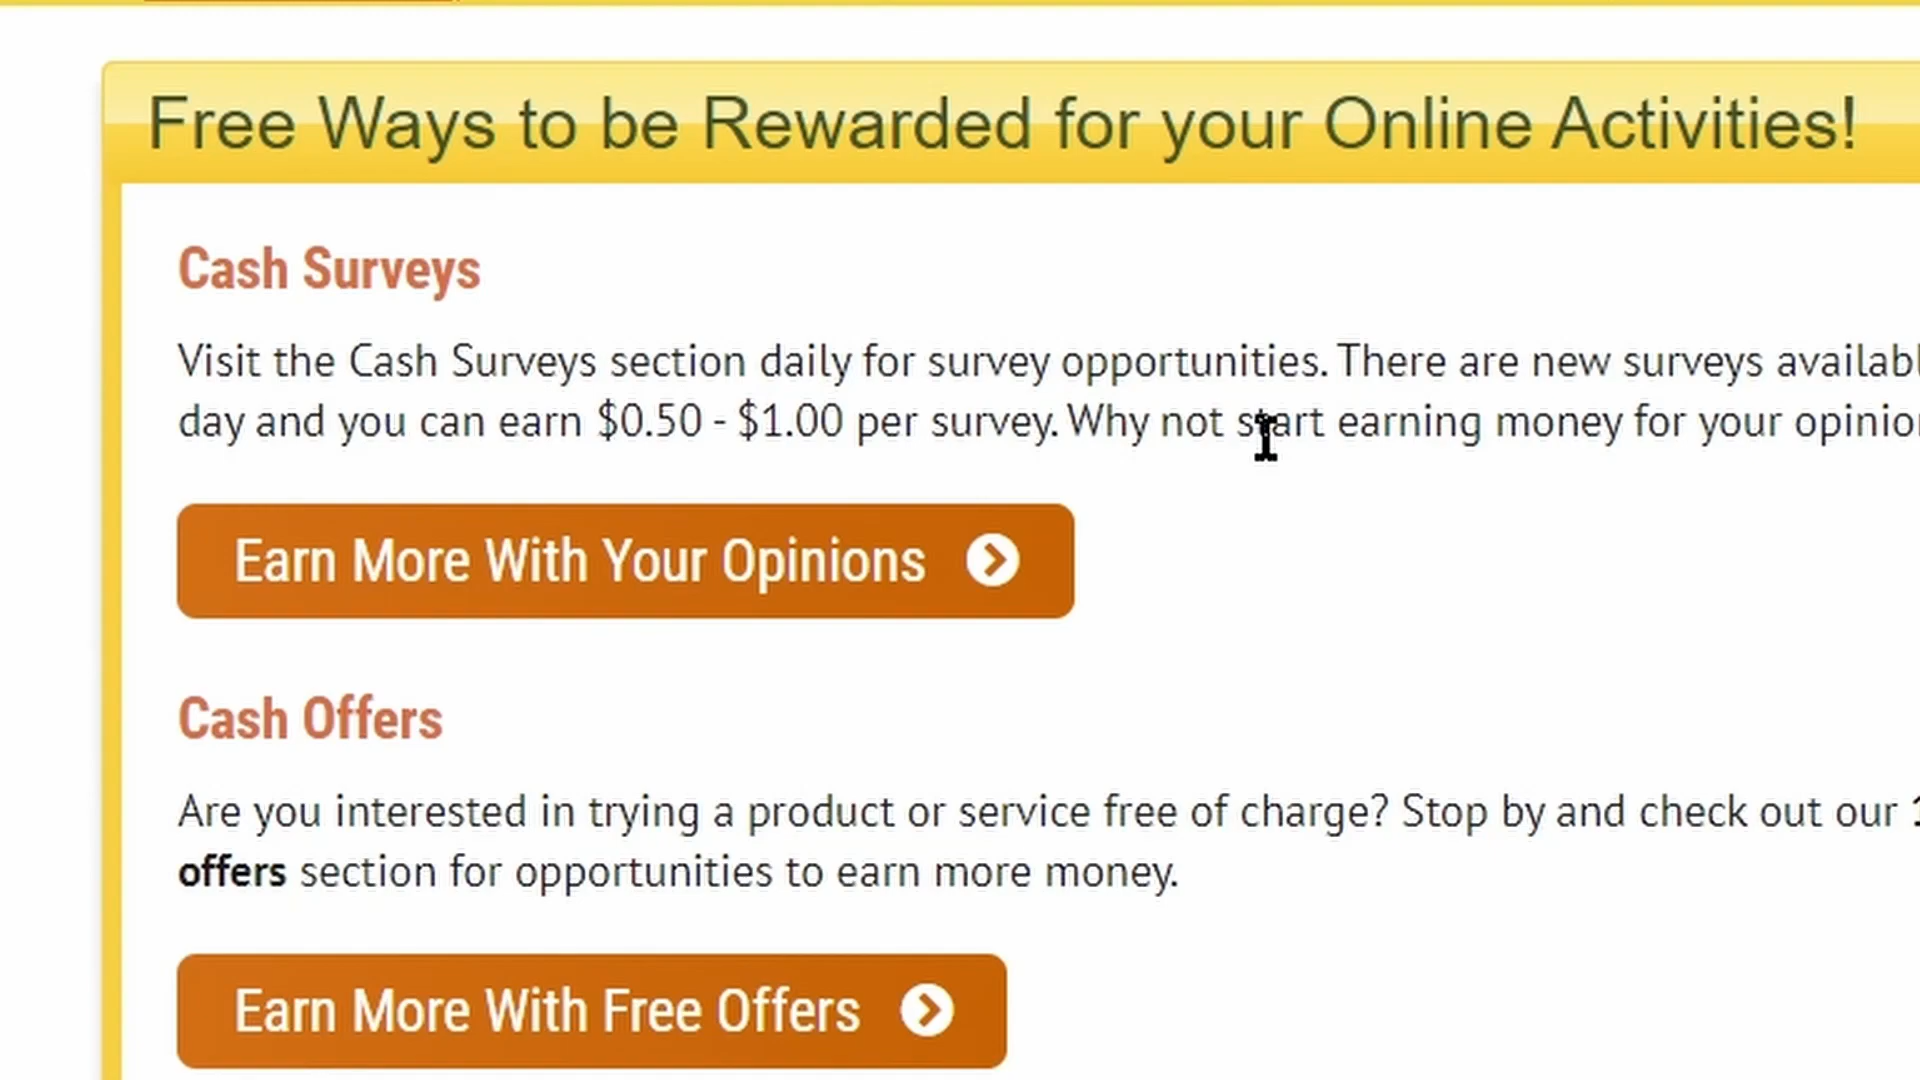 Free Ways to be Rewarded for your Online Activities!
Cash Surveys
Visit the Cash Surveys section daily for survey opportunities. There are new surveys
day and you can earn $0.50 - $1.00 per survey. Why not start earning money for your
Earn More With Your Opinions
Cash Offers
Are you interested in trying a product or service free of charge? Stop by and check out our
offers section for opportunities to earn more money.
Earn More With Free Offers